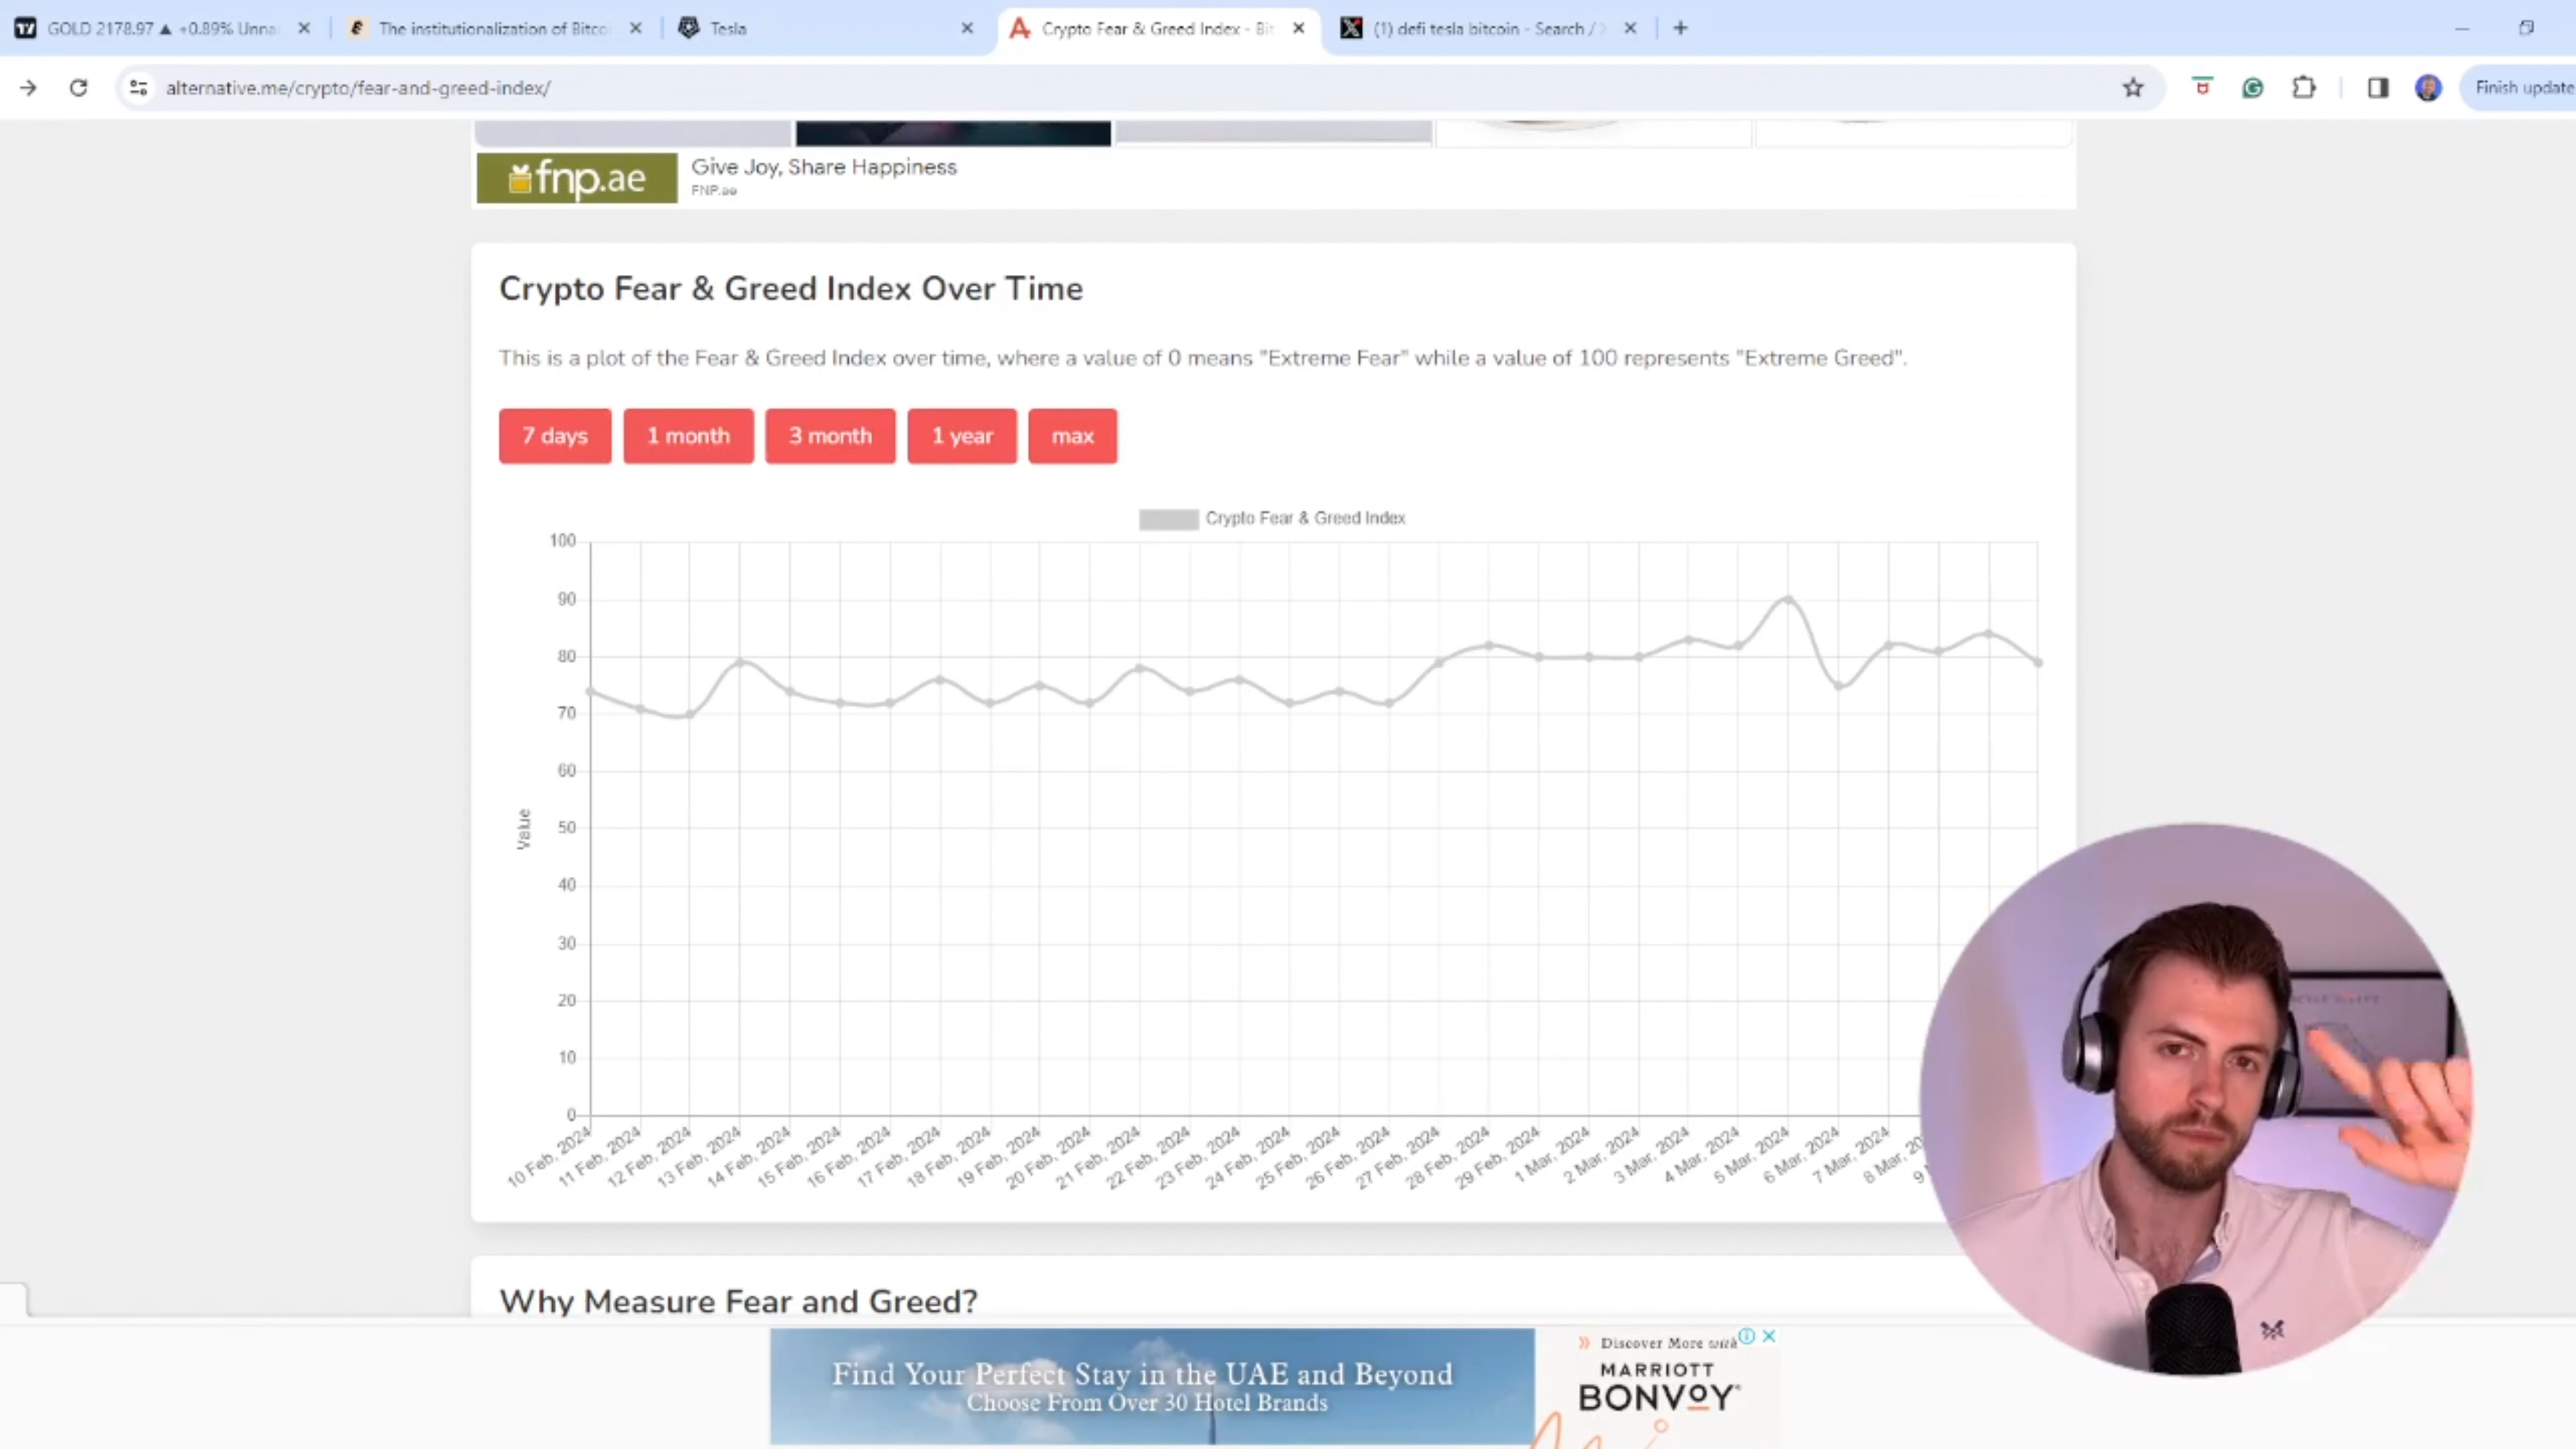 GOLD 2178.97 ▲ +0.89% Unna
The institutionalization of Bitco
Tesla
Crypto Fear & Greed Index - Bit
(1) defi tesla bitcoin - Search /
alternative.me/crypto/fear-and-greed-index/
Finish update
fnp.ae
Give Joy, Share Happiness
FNP.ae
Crypto Fear & Greed Index Over Time
This is a plot of the Fear & Greed Index over time, where a value of 0 means "Extreme Fear" while a value of 100 represents "Extreme Greed".
7 days
1 month
3 month
1 year
max
Crypto Fear & Greed Index
100
90
80
70
60
50
40
30
20
10
0
Value
10 Feb, 2024
11 Feb, 2024
12 Feb, 2024
13 Feb, 2024
14 Feb, 2024
15 Feb, 2024
16 Feb, 2024
17 Feb, 2024
18 Feb, 2024
19 Feb, 2024
20 Feb, 2024
21 Feb, 2024
22 Feb, 2024
23 Feb, 2024
24 Feb, 2024
25 Feb, 2024
26 Feb, 2024
27 Feb, 2024
28 Feb, 2024
29 Feb, 2024
1 Mar, 2024
2 Mar, 2024
3 Mar, 2024
4 Mar, 2024
5 Mar, 2024
6 Mar, 2024
7 Mar, 2024
8 Mar, 20
9
Why Measure Fear and Greed?
Find Your Perfect Stay in the UAE and Beyond
Choose From Over 30 Hotel Brands
Discover More with
MARRIOTT
BONVOY